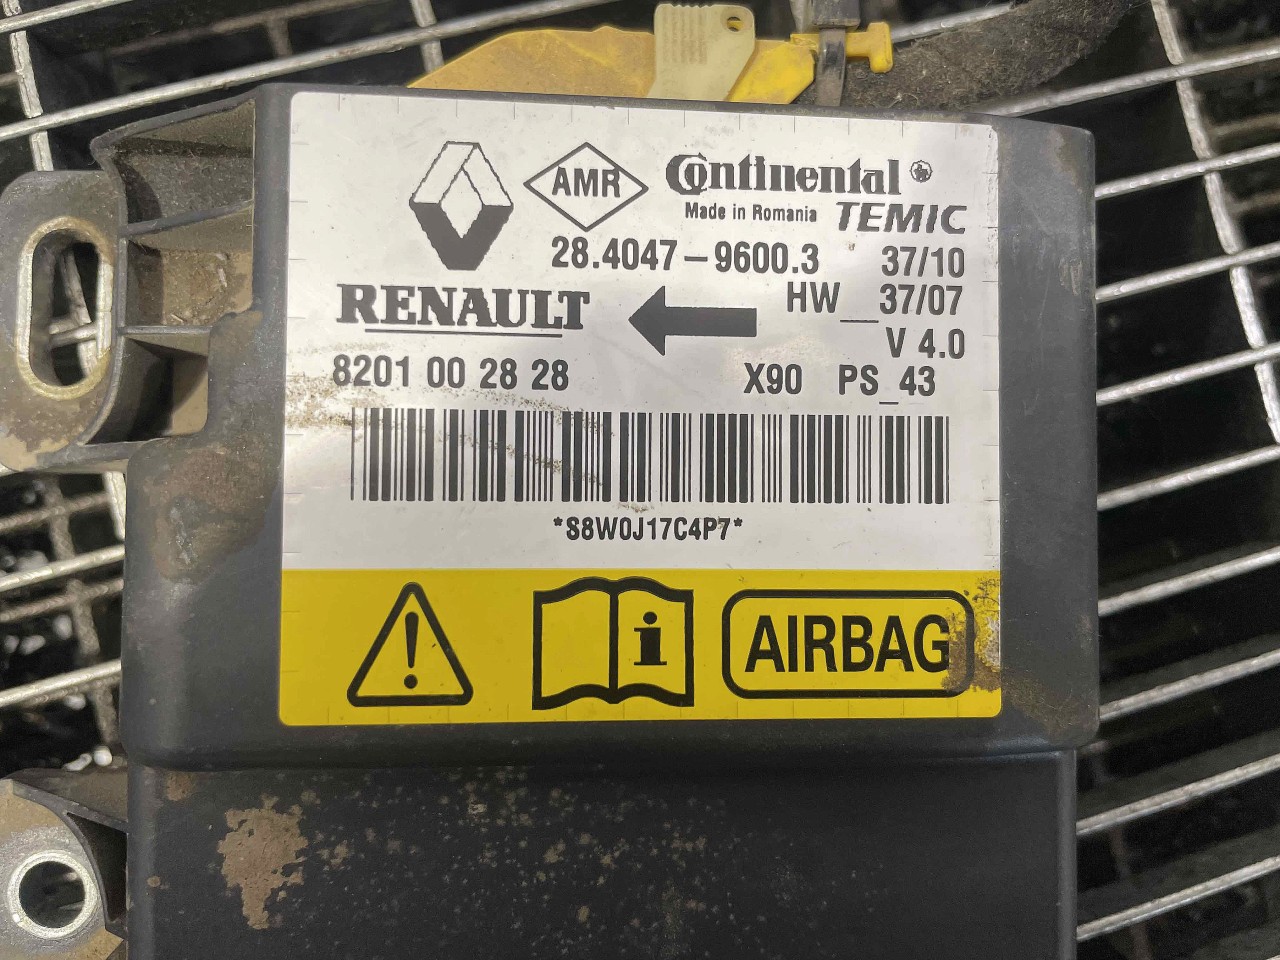 AMR
Continental
Made in Romania TEMIC
28.4047-9600.3 37/10
RENAULT
HW__37/07
V 4.0
8201 00 28 28
X90 PS_43
*S8W0J17C4P7*
i
AIRBAG